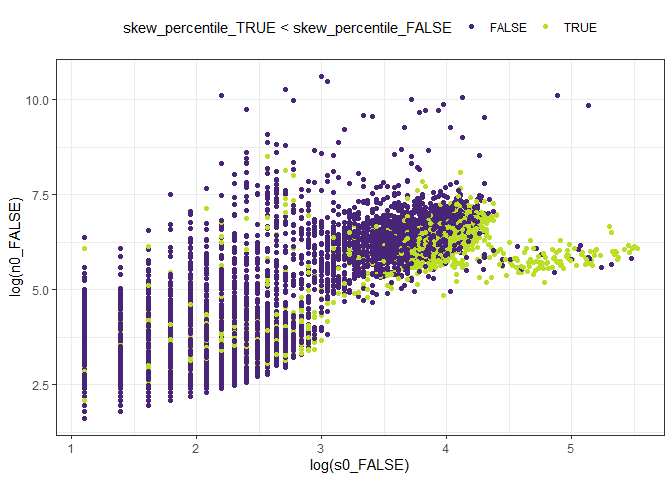 skew_percentile_TRUE < skew_percentile_FALSE FALSE TRUE
log(n0_FALSE)
10.0
7.5
5.0
2.5
1 2 3 4 5
log(s0_FALSE)